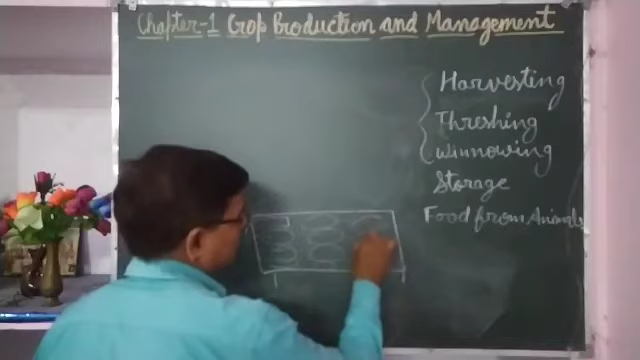 Chapter-1 Crop Production and Management
Harvesting
Threshing
Winnowing
Storage
Food from Animals